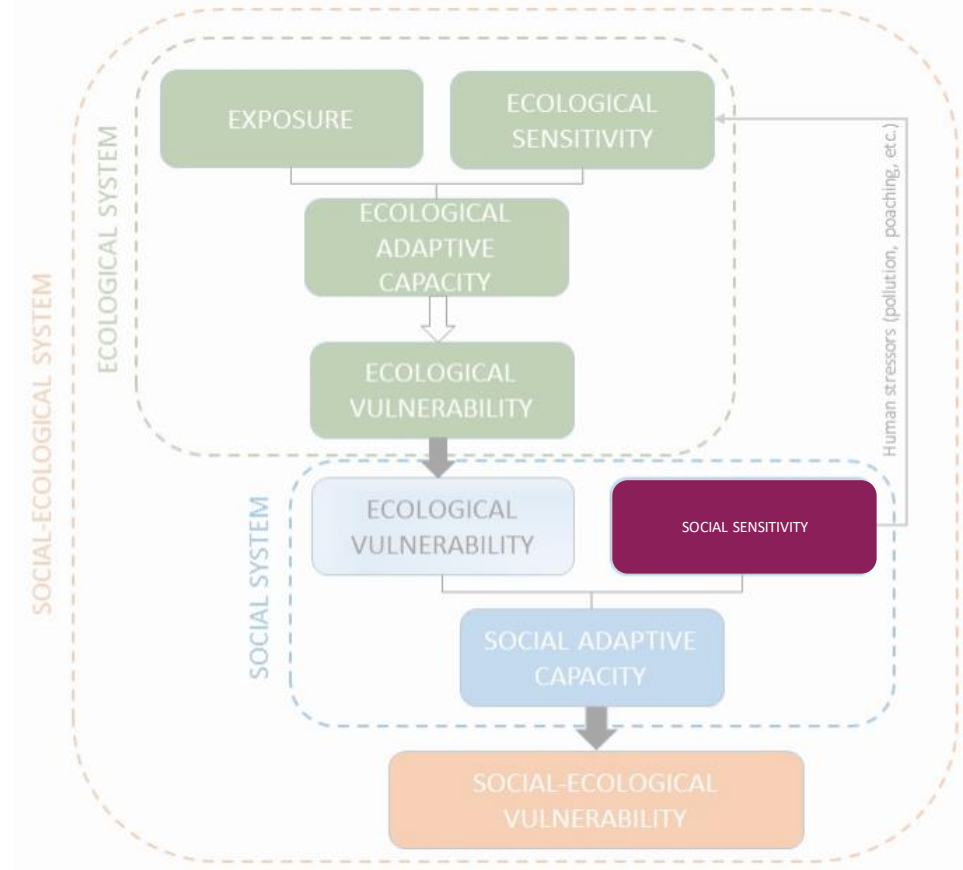 SOCIAL-ECOLOGICAL SYSTEM
ECOLOGICAL SYSTEM
EXPOSURE
ECOLOGICAL
SENSITIVITY
ECOLOGICAL
ADAPTIVE
CAPACITY
ECOLOGICAL
VULNERABILITY
Human stressors (pollution, poaching, etc.)
SOCIAL SYSTEM
ECOLOGICAL
VULNERABILITY
SOCIAL SENSITIVITY
SOCIAL ADAPTIVE
CAPACITY
SOCIAL-ECOLOGICAL
VULNERABILITY